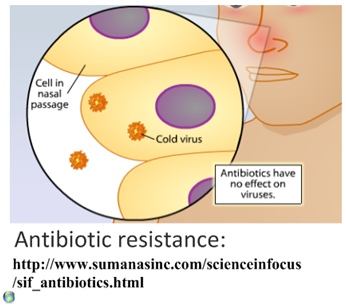 Cell in
nasal
passage
Cold virus
Antibiotics have
no effect on
viruses.
Antibiotic resistance:
http://www.sumanasinc.com/scienceinfocus
/sif_antibiotics.html